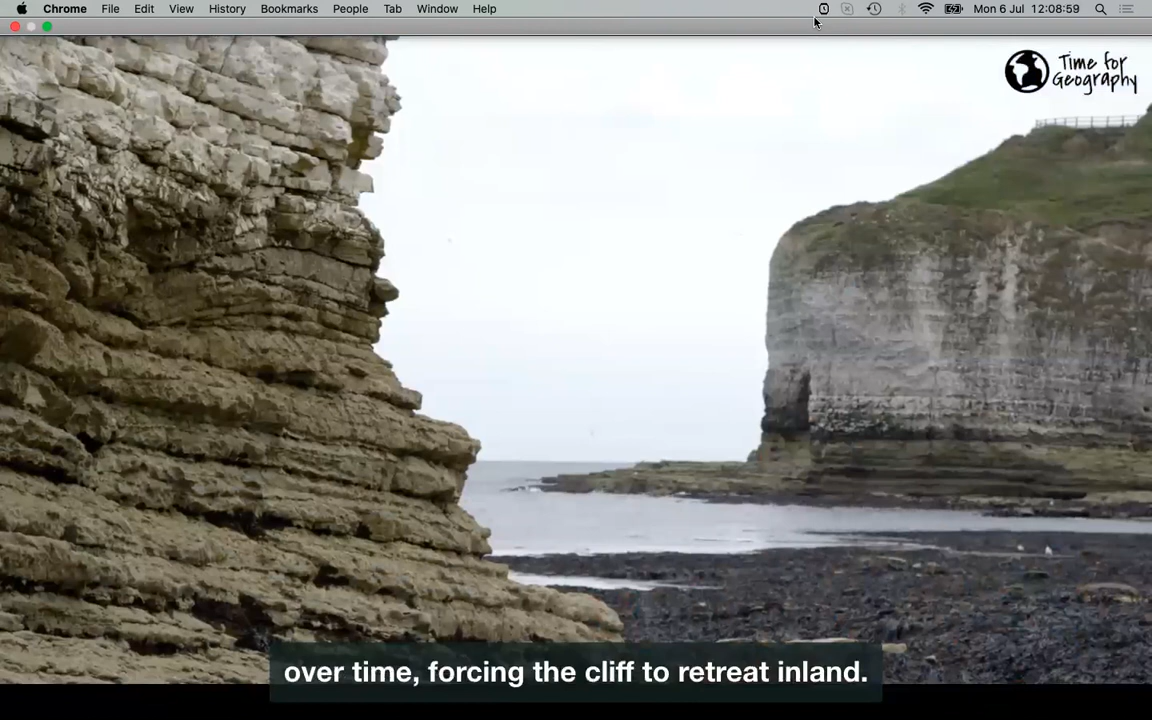 Chrome File Edit View History Bookmarks People Tab Window Help Mon 6 Jul 12:08:59
Time for
Geography
over time, forcing the cliff to retreat inland.